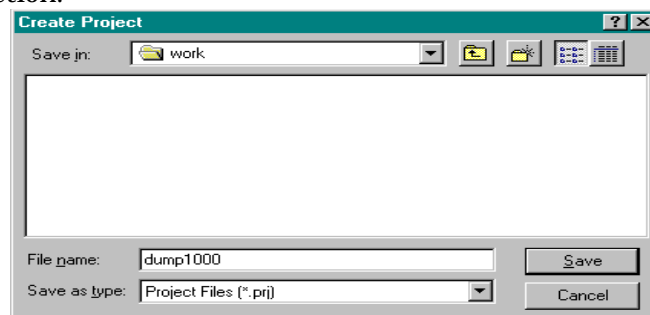 Create Project
Save in: work
File name: dump1000 Save
Save as type: Project Files (*.prj) Cancel